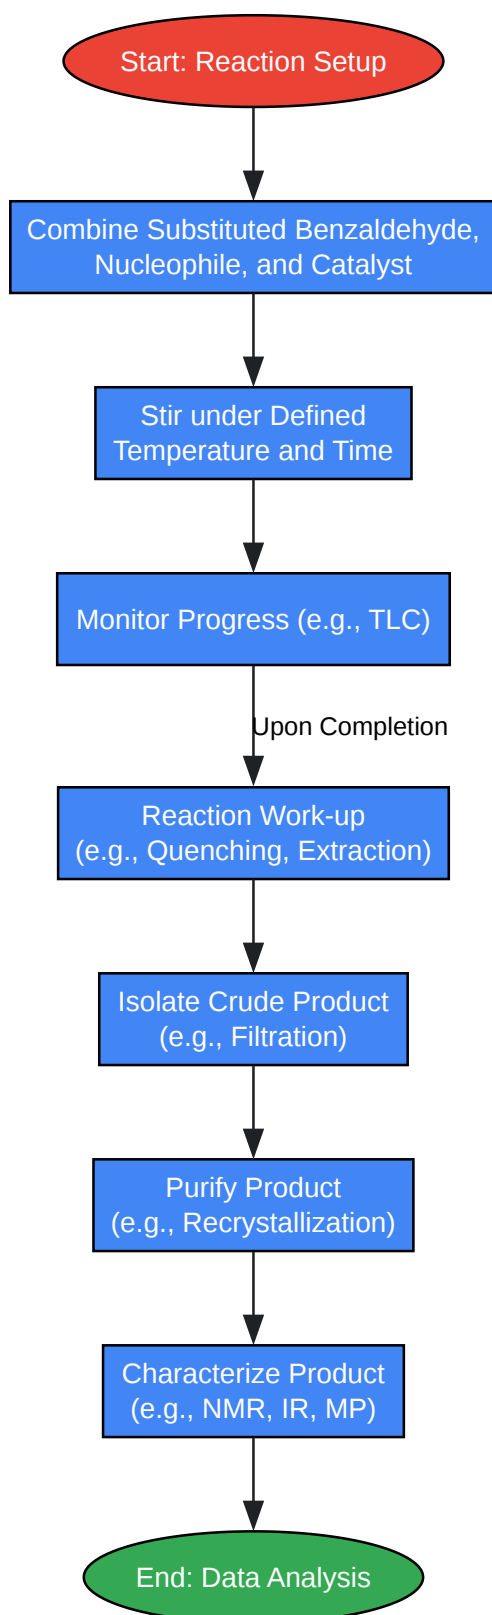 Start: Reaction Setup
Combine Substituted Benzaldehyde,
Nucleophile, and Catalyst
Stir under Defined
Temperature and Time
Monitor Progress (e.g., TLC)
Upon Completion
Reaction Work-up
(e.g., Quenching, Extraction)
Isolate Crude Product
(e.g., Filtration)
Purify Product
(e.g., Recrystallization)
Characterize Product
(e.g., NMR, IR, MP)
End: Data Analysis